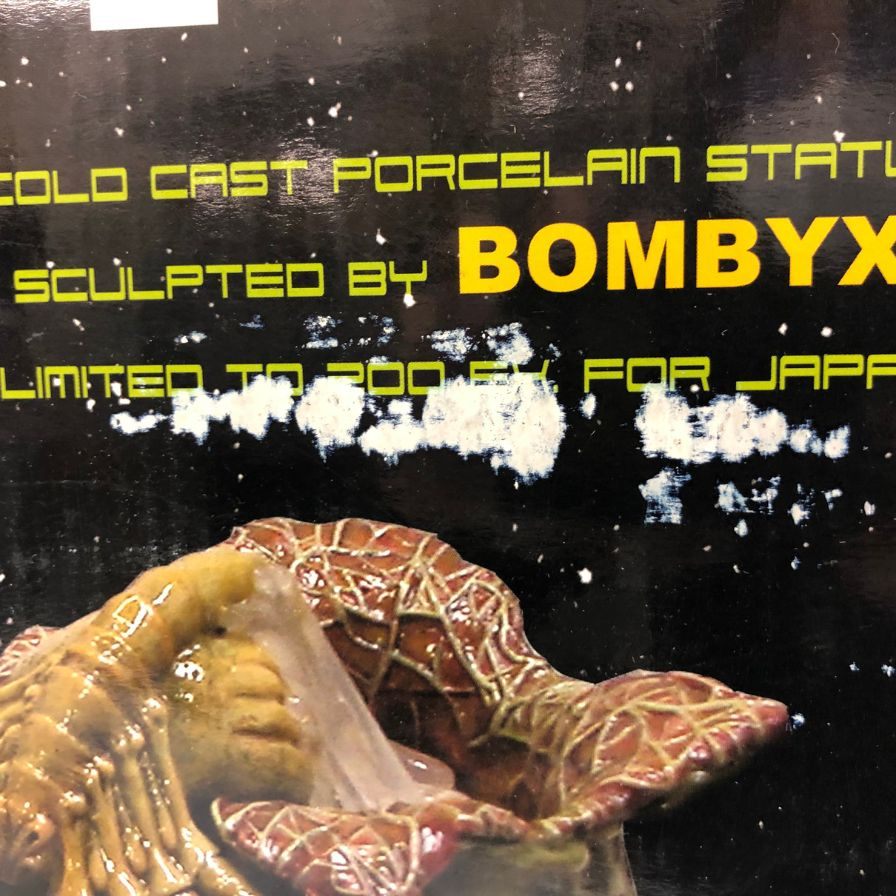 COLD CAST PORCELAIN STATU
SCULPTED BY BOMBYX
LIMITED TO 200 EX. FOR JAPA